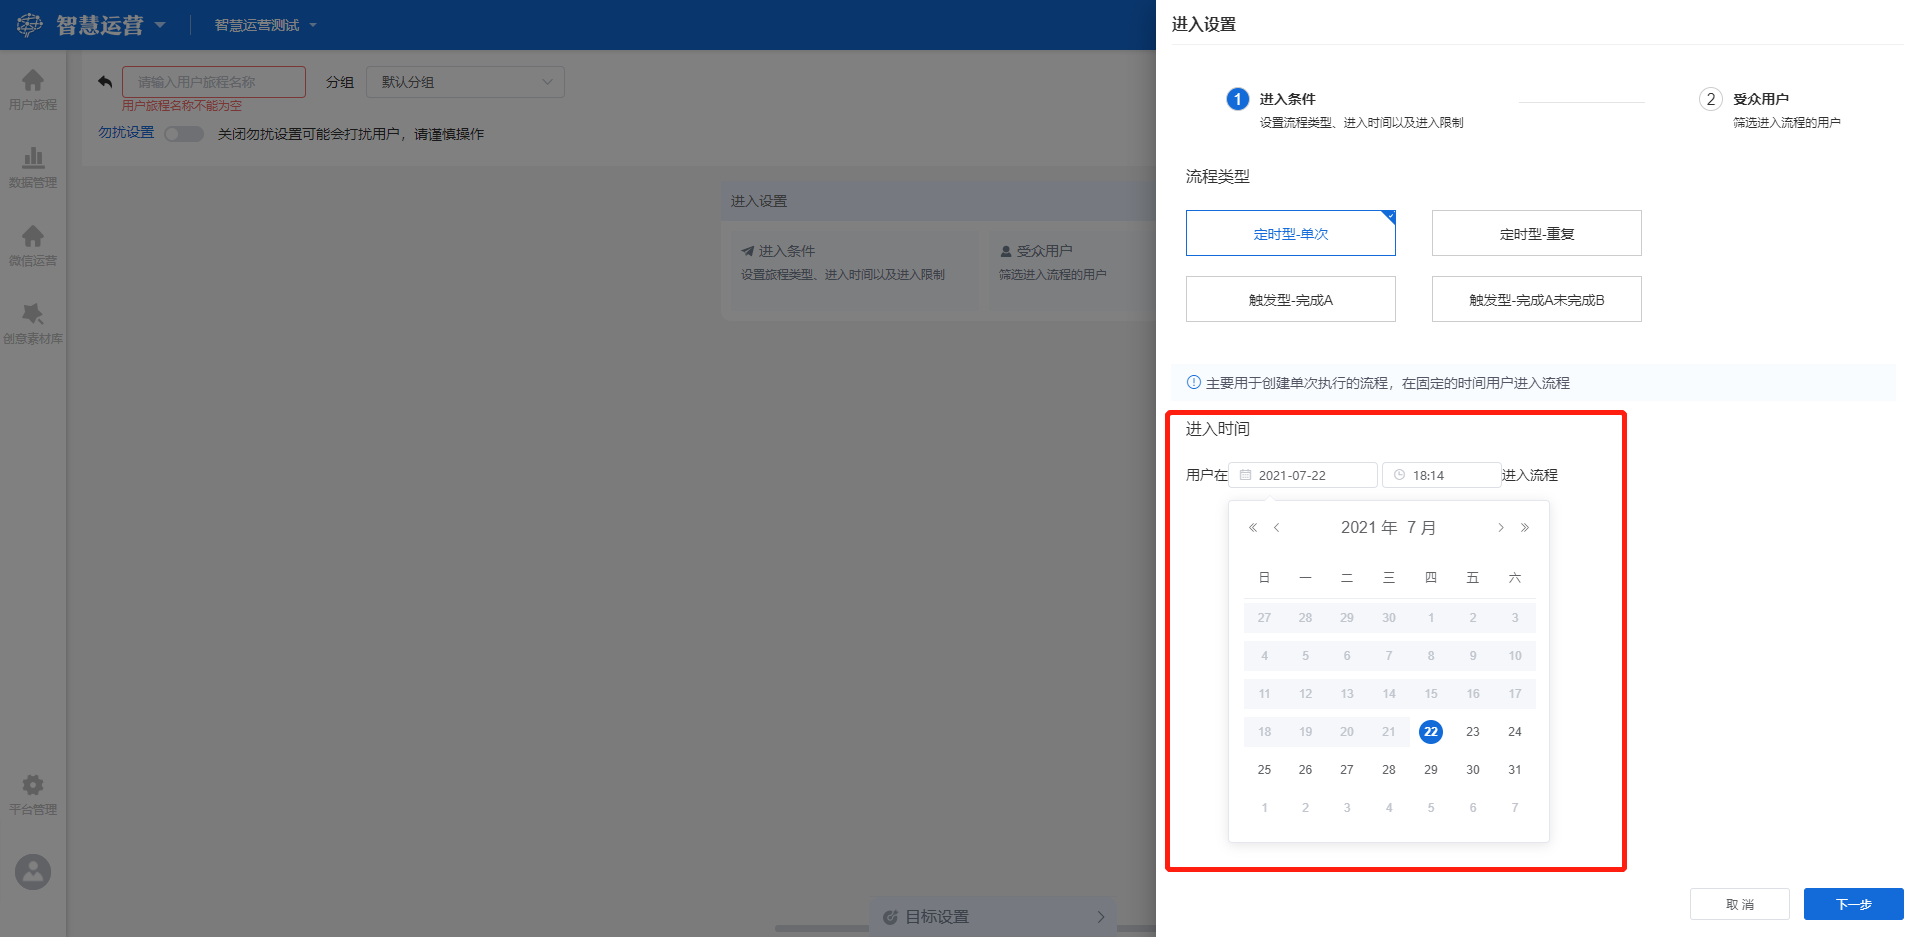 智慧运营
智慧运营测试
用户旅程
数据管理
微信运营
创意素材库
平台管理
请输入用户旅程名称
分组
默认分组
用户旅程名称不能为空
勿扰设置
关闭勿扰设置可能会打扰用户，请谨慎操作
进入设置
进入条件
设置旅程类型、进入时间以及进入限制
受众用户
筛选进入流程的用户
目标设置
进入设置
1 进入条件
设置流程类型、进入时间以及进入限制
2 受众用户
筛选进入流程的用户
流程类型
定时型-单次
定时型-重复
触发型-完成A
触发型-完成A未完成B
主要用于创建单次执行的流程，在固定的时间用户进入流程
进入时间
用户在 2021-07-22 18:14 进入流程
2021 年 7 月
日 一 二 三 四 五 六
27 28 29 30 1 2 3
4 5 6 7 8 9 10
11 12 13 14 15 16 17
18 19 20 21 22 23 24
25 26 27 28 29 30 31
1 2 3 4 5 6 7
取 消
下一步